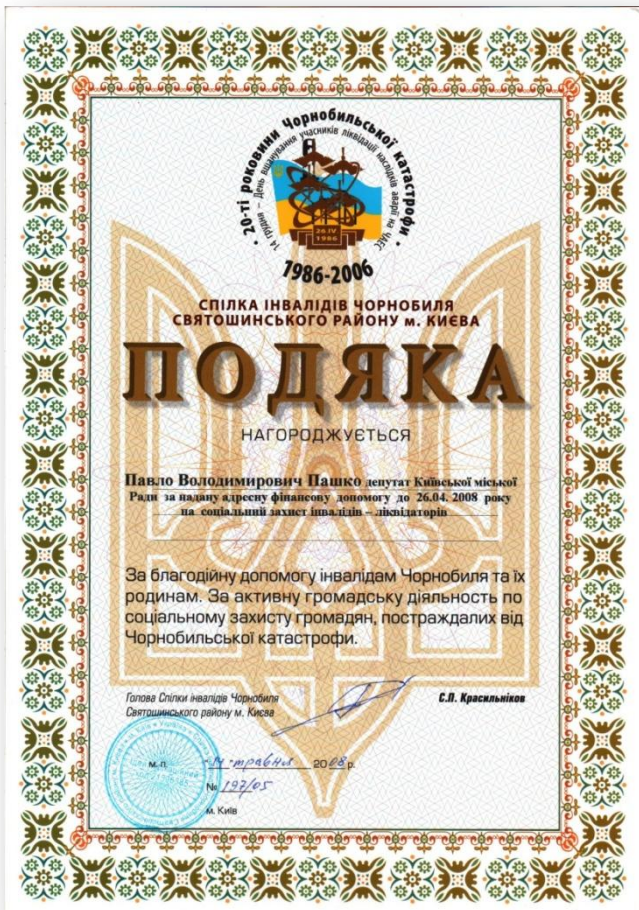 • 20-ті роковини Чорнобильської катастрофи •
14 грудня – День вшанування учасників ліквідації наслідків аварії на ЧАЕС
26 IV
1986
1986-2006
СПІЛКА ІНВАЛІДІВ ЧОРНОБИЛЯ
СВЯТОШИНСЬКОГО РАЙОНУ м. КИЄВА
ПОДЯКА
НАГОРОДЖУЄТЬСЯ
Павло Володимирович Пашко депутат Київської міської
Ради за надану адресну фінансову допомогу до 26.04. 2008 року
на соціальний захист інвалідів – ліквідаторів
За благодійну допомогу інвалідам Чорнобиля та їх
родинам. За активну громадську діяльность по
соціальному захисту громадян, постраждалих від
Чорнобильської катастрофи.
Голова Спілки інвалідів Чорнобиля
Святошинського району м. Києва
С.П. Красильніков
м. п.
травня 2008 р.
№ 197/05
м. Київ